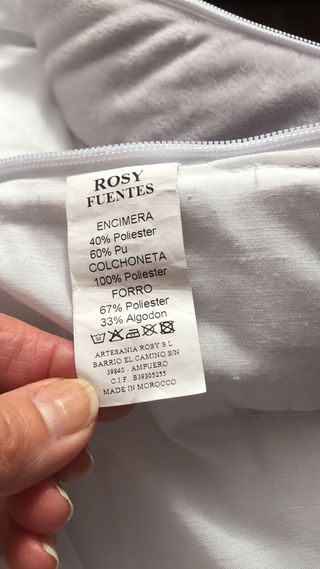 ROSY
FUENTES
ENCIMERA
40% Poliester
60% Pu
COLCHONETA
100% Poliester
FORRO
67% Poliester
33% Algodon
ARTESANIA ROSY S.L
BARRIO EL CAMINO S/N
39840 - AMPUERO
C.I.F B39305255
MADE IN MOROCCO